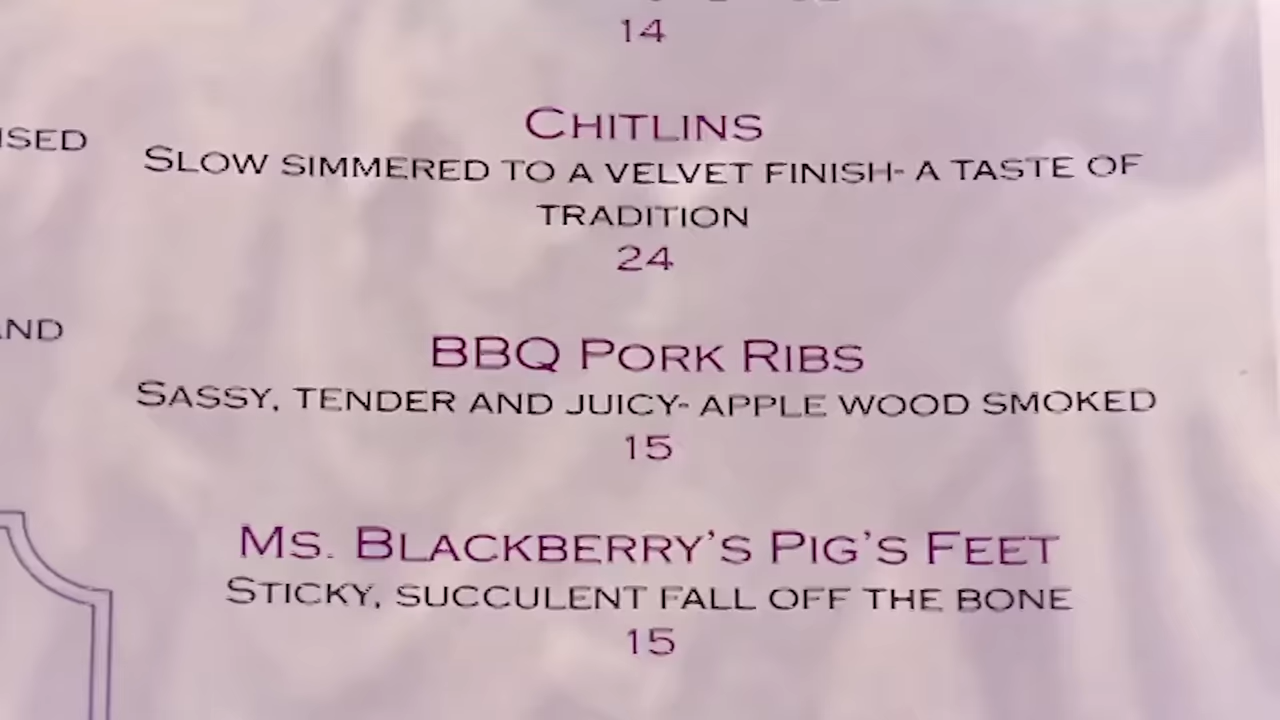 14
CHITLINS
ISED
SLOW SIMMERED TO A VELVET FINISH- A TASTE OF
TRADITION
24
AND
BBQ PORK RIBS
SASSY, TENDER AND JUICY- APPLE WOOD SMOKED
15
MS. BLACKBERRY'S PIG'S FEET
STICKY, SUCCULENT FALL OFF THE BONE
15